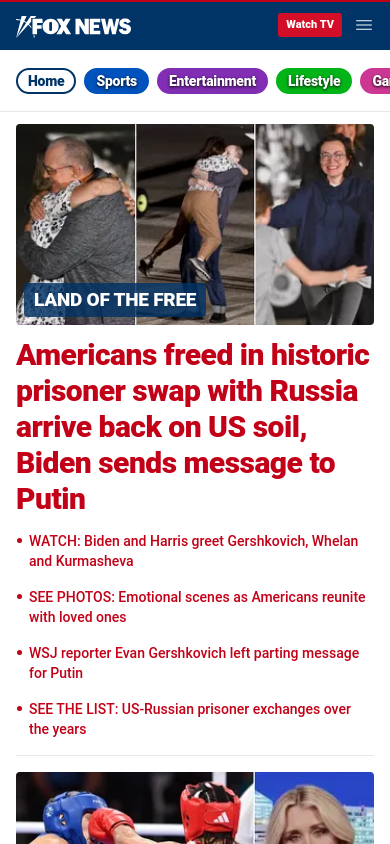 FOX NEWS
Watch TV
Home
Sports
Entertainment
Lifestyle
Ga
LAND OF THE FREE
Americans freed in historic
prisoner swap with Russia
arrive back on US soil,
Biden sends message to
Putin
• WATCH: Biden and Harris greet Gershkovich, Whelan
and Kurmasheva
• SEE PHOTOS: Emotional scenes as Americans reunite
with loved ones
• WSJ reporter Evan Gershkovich left parting message
for Putin
• SEE THE LIST: US-Russian prisoner exchanges over
the years